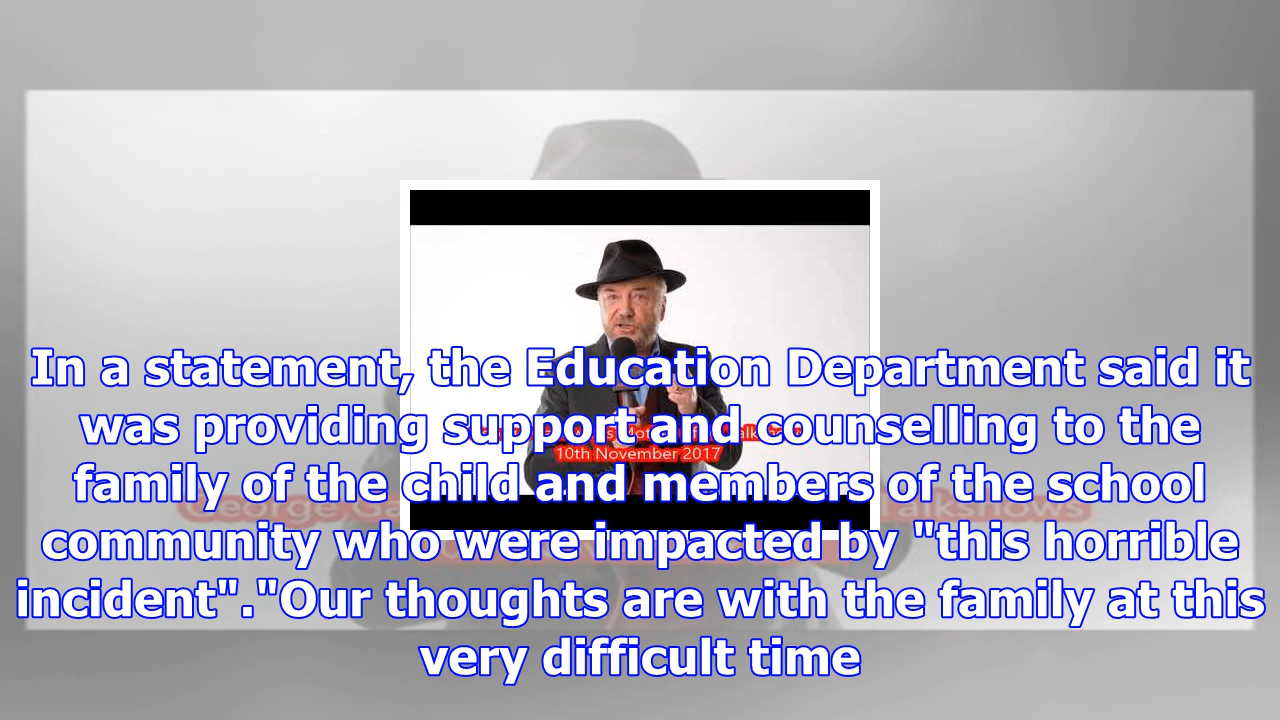 In a statement, the Education Department said it
was providing support and counselling to the
10th November 2017
family of the child and members of the school
George Talkshows
community who were impacted by "this horrible
incident"."Our thoughts are with the family at this
very difficult time